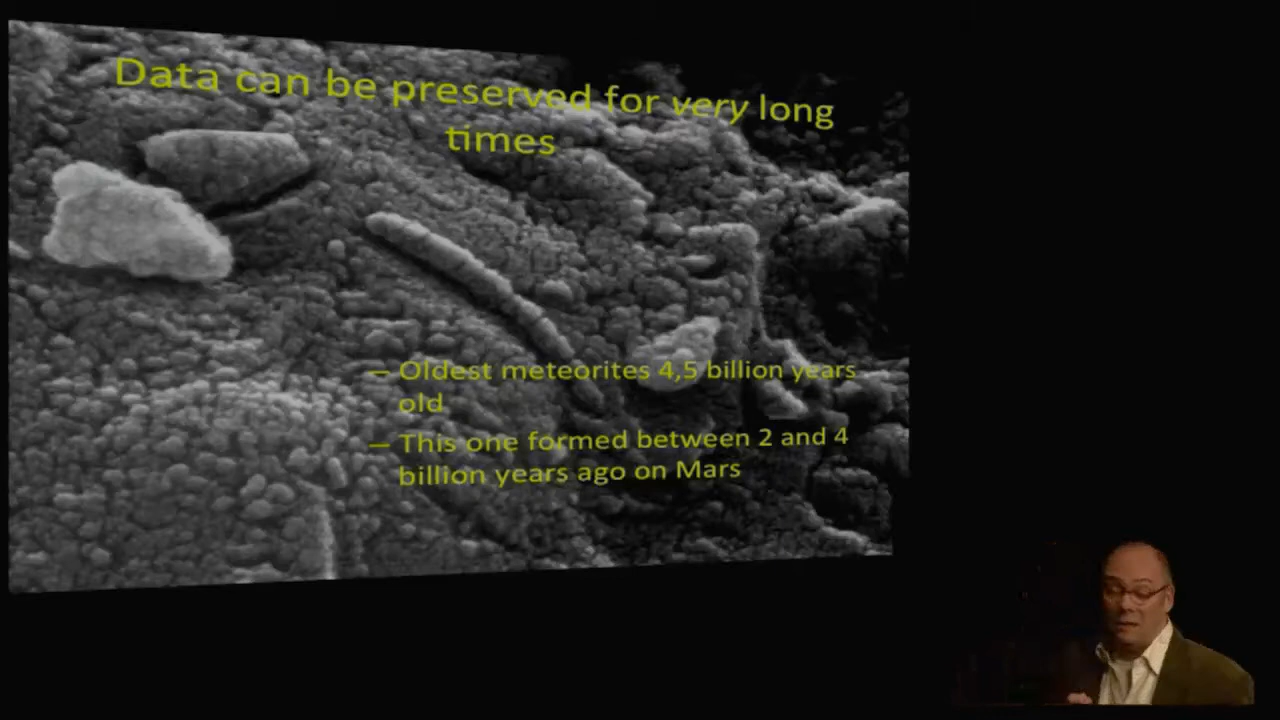 Data can be preserved for very long
times
– Oldest meteorites 4,5 billion years
old
– This one formed between 2 and 4
billion years ago on Mars